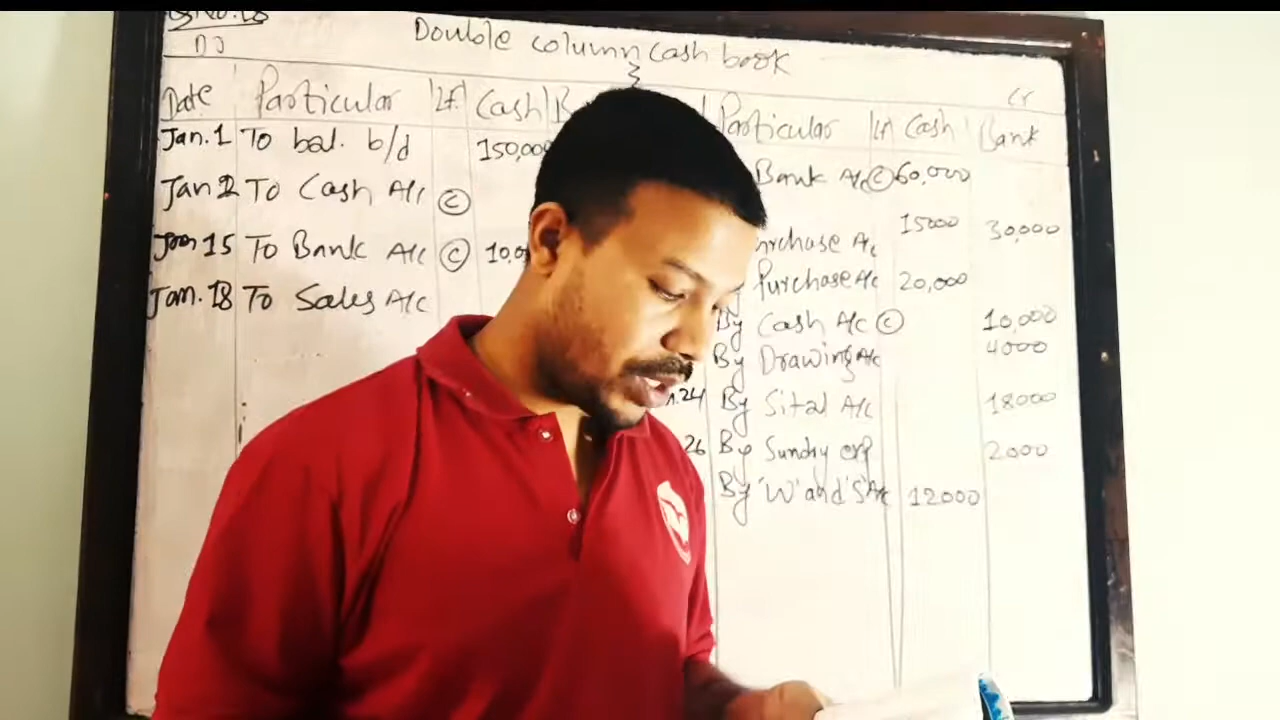 Double column cash book
Cr
Date Particular L.F. Cash Particular Cash Bank
Jan.1 To bal. b/d 150,000 Bank A/c © 60,000
Jan 2 To Cash A/c ©
15000 30,000
Jan 15 To Bank A/c © Purchase A/c 20,000
Jan.18 To Sales A/c
By Cash A/c © 10,000
By Drawing A/c 4000
By Sital A/c 18000
26 By Sundry exp 2000
By 'W' and 'S' A/c 12000